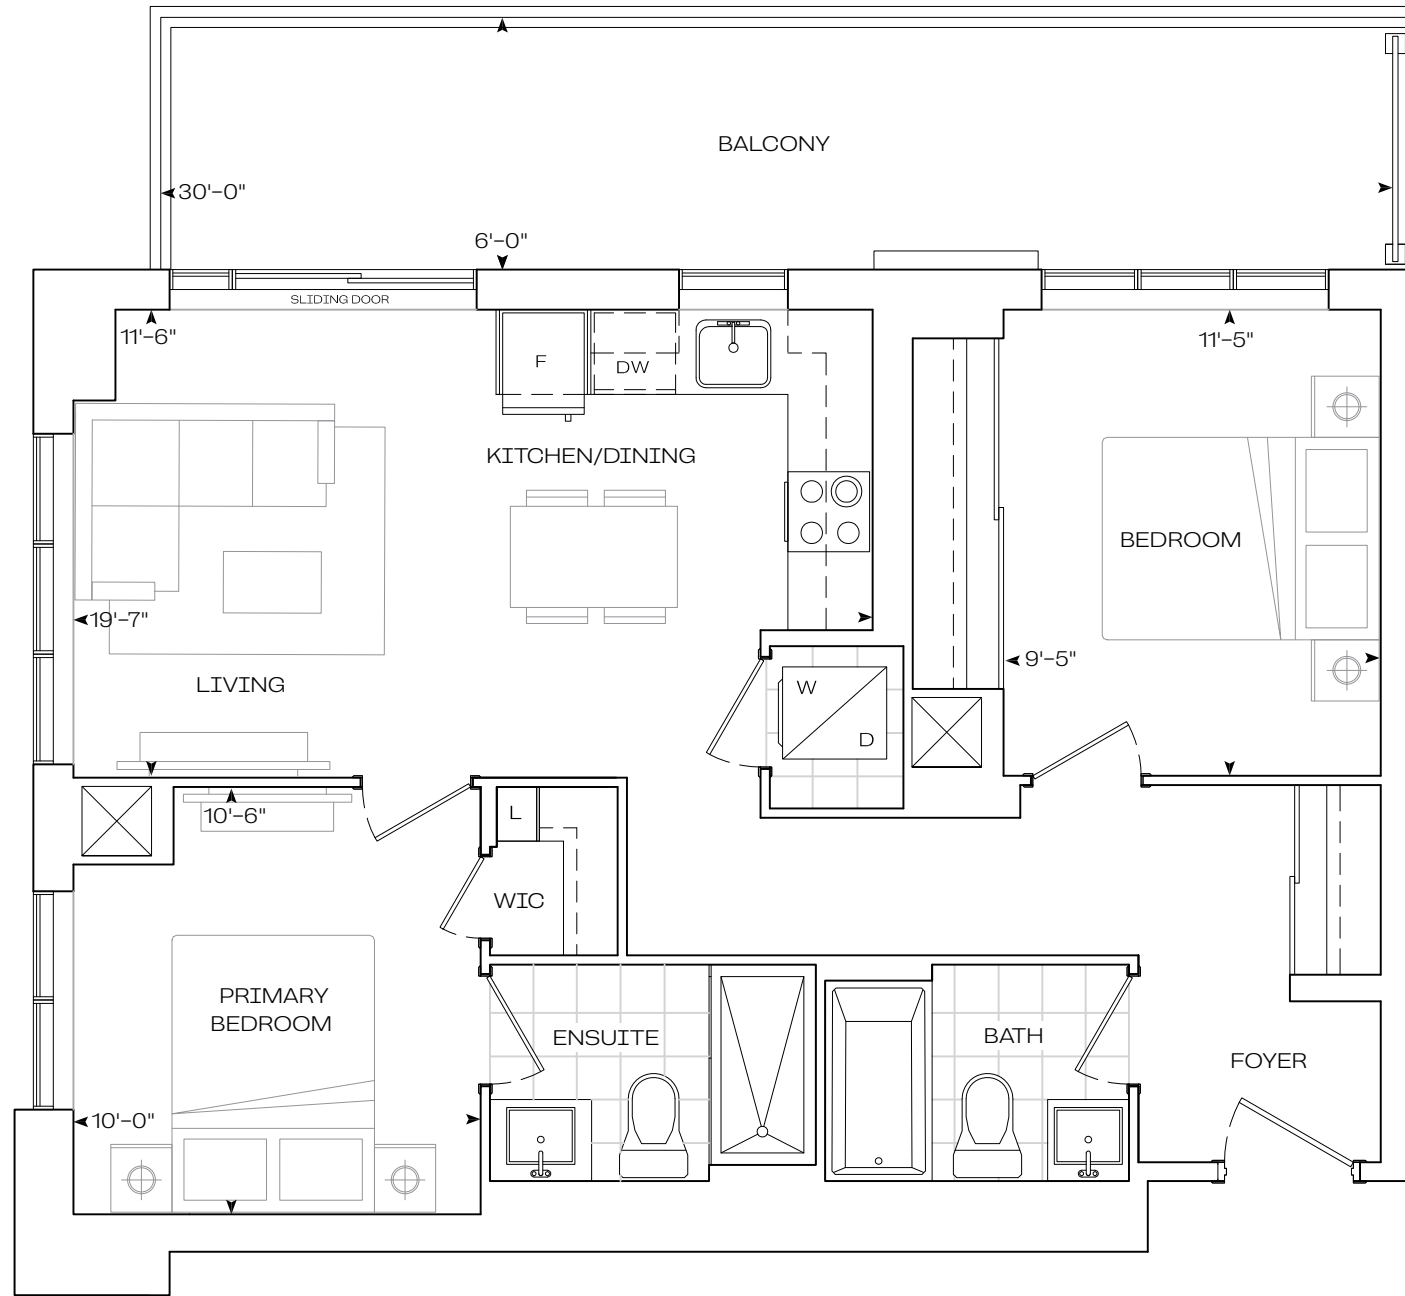 BALCONY
30'-0"
6'-0"
SLIDING DOOR
11'-6"
11'-5"
F
DW
KITCHEN/DINING
BEDROOM
19'-7"
9'-5"
LIVING
W
D
10'-6"
L
WIC
PRIMARY
BEDROOM
ENSUITE
BATH
FOYER
10'-0"